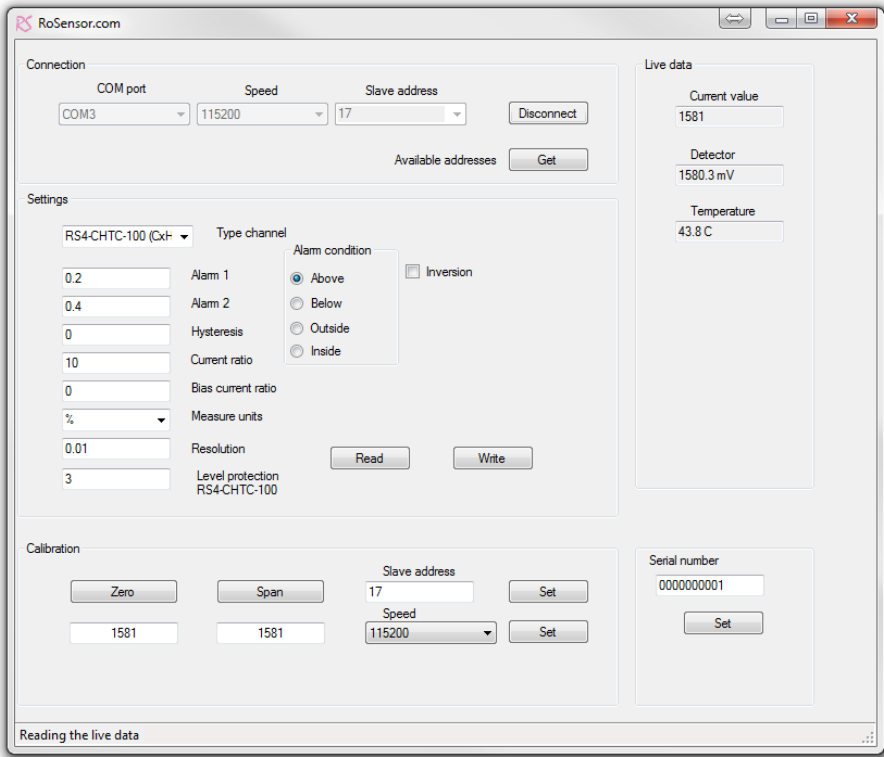 RoSensor.com
Connection
COM port
Speed
Slave address
COM3
115200
17
Disconnect
Available addresses
Get
Live data
Current value
1581
Detector
1580.3 mV
Temperature
43.8 C
Settings
RS4-CHTC-100 (CxH
Type channel
Alarm condition
Above
Below
Outside
Inside
Inversion
0.2
Alarm 1
0.4
Alarm 2
0
Hysteresis
10
Current ratio
0
Bias current ratio
%
Measure units
0.01
Resolution
3
Level protection
RS4-CHTC-100
Read
Write
Calibration
Zero
Span
1581
1581
Slave address
17
Set
Speed
115200
Set
Serial number
0000000001
Set
Reading the live data